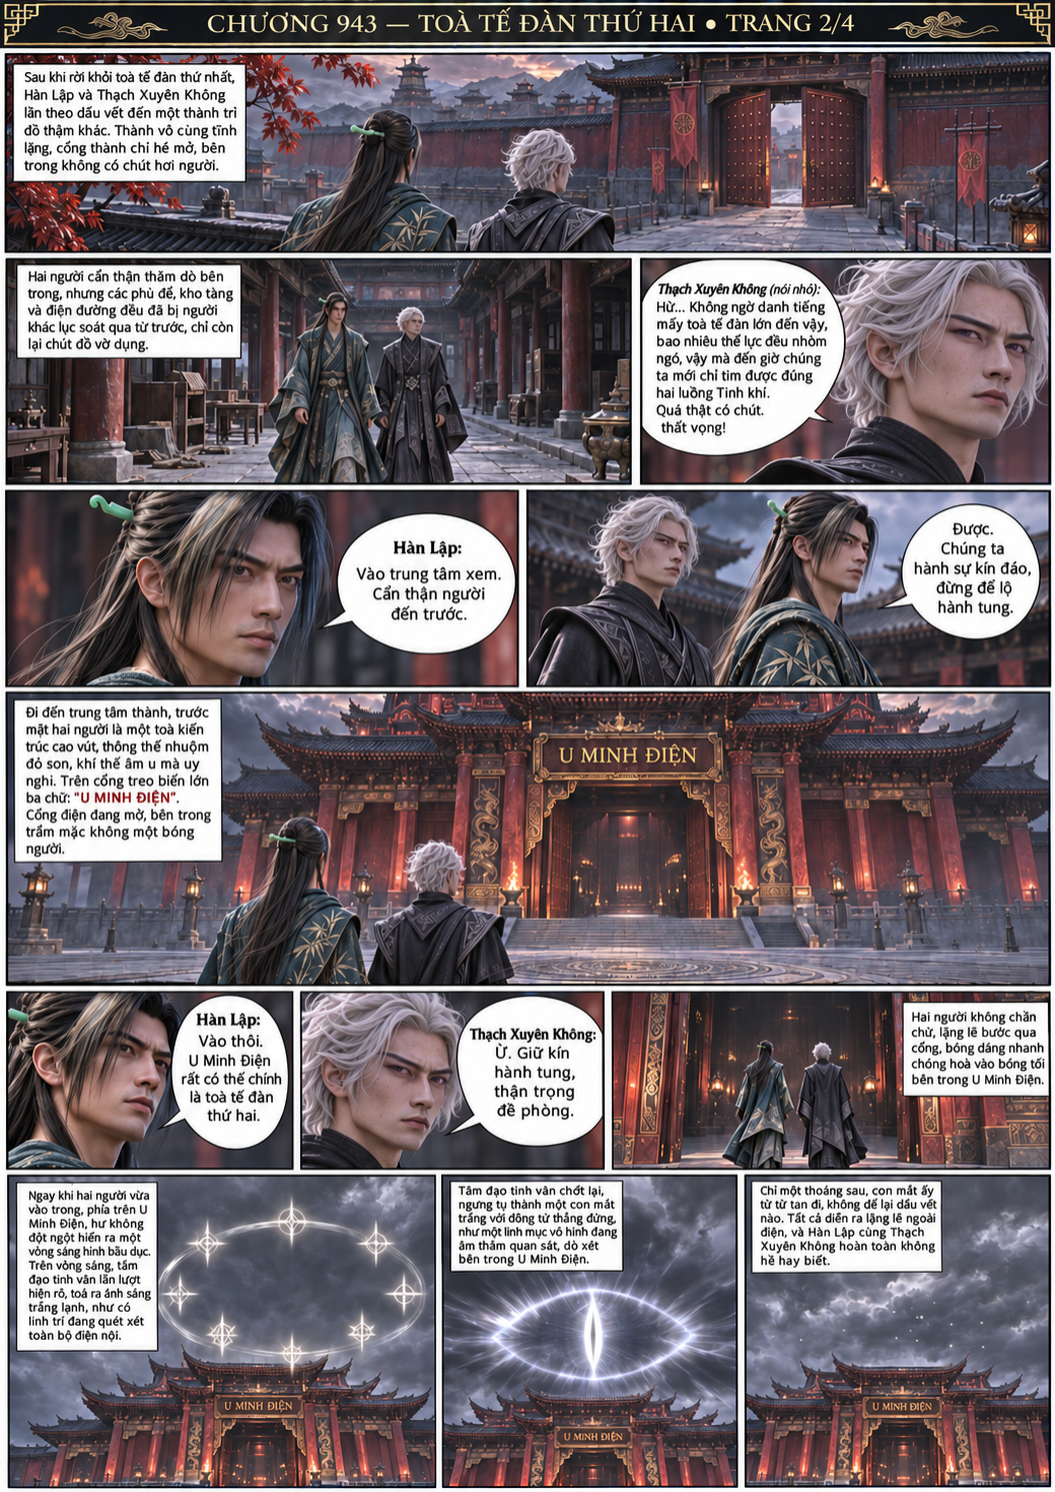 CHƯƠNG 943 — TOÀ TẾ ĐÀN THỨ HAI • TRANG 2/4
Sau khi rời khỏi toà tế đàn thứ nhất,
Hàn Lập và Thạch Xuyên Không
lần theo dấu vết đến một thành trì
đỏ thậm khác. Thành vô cùng tĩnh
lặng, cổng thành chỉ hé mở, bên
trong không có chút hơi người.
Hai người cẩn thận thăm dò bên
trong, nhưng các phù đề, kho tàng
và điện đường đều đã bị người
khác lục soát qua từ trước, chỉ còn
lại chút đồ vờ dụng.
Thạch Xuyên Không (nói nhỏ):
Hừ... Không ngờ danh tiếng
mấy toà tế đàn lớn đến vậy,
bao nhiêu thế lực đều nhòm
ngó, vậy mà đến giờ chúng
ta mới chỉ tìm được đúng
hai luồng Tinh khí.
Quá thật có chút.
thất vọng!
Hàn Lập:
Vào trung tâm xem.
Cẩn thận người
đến trước.
Được.
Chúng ta
hành sự kín đáo,
đừng để lộ
hành tung.
Đi đến trung tâm thành, trước
mặt hai người là một toà kiến
trúc cao vút, thông thể nhuộm
đỏ son, khí thế âm u mà uy
nghi. Trên cổng treo biển lớn
ba chữ: "U MINH ĐIỆN".
Cổng điện đang mở, bên trong
trầm mặc không một bóng
người.
U MINH ĐIỆN
Hàn Lập:
Vào thôi.
U Minh Điện
rất có thể chính
là toà tế đàn
thứ hai.
Thạch Xuyên Không:
Ừ. Giữ kín
hành tung,
thận trọng
đề phòng.
Hai người không chần
chừ, lặng lẽ bước qua
cổng, bóng dáng nhanh
chóng hoà vào bóng tối
bên trong U Minh Điện.
Ngay khi hai người vừa
vào trong, phía trên U
Minh Điện, hư không
đột ngột hiển ra một
vòng sáng hình bầu dục.
Trên vòng sáng, tám
đạo tinh vân lần lượt
hiện rõ, toả ra ánh sáng
trắng lạnh, như có
linh trí đang quét xét
toàn bộ điện nội.
U MINH ĐIỆN
Tâm đạo tinh vân chớt lại,
ngưng tụ thành một con mắt
trắng với đồng tử thẳng đứng,
như một linh mục vô hình đang
âm thầm quan sát, dò xét
bên trong U Minh Điện.
U MINH ĐIỆN
Chỉ một thoáng sau, con mắt ấy
từ từ tan đi, không để lại dấu vết
nào. Tất cả diễn ra lặng lẽ ngoài
điện, và Hàn Lập cùng Thạch
Xuyên Không hoàn toàn không
hề hay biết.
U MINH ĐIỆN